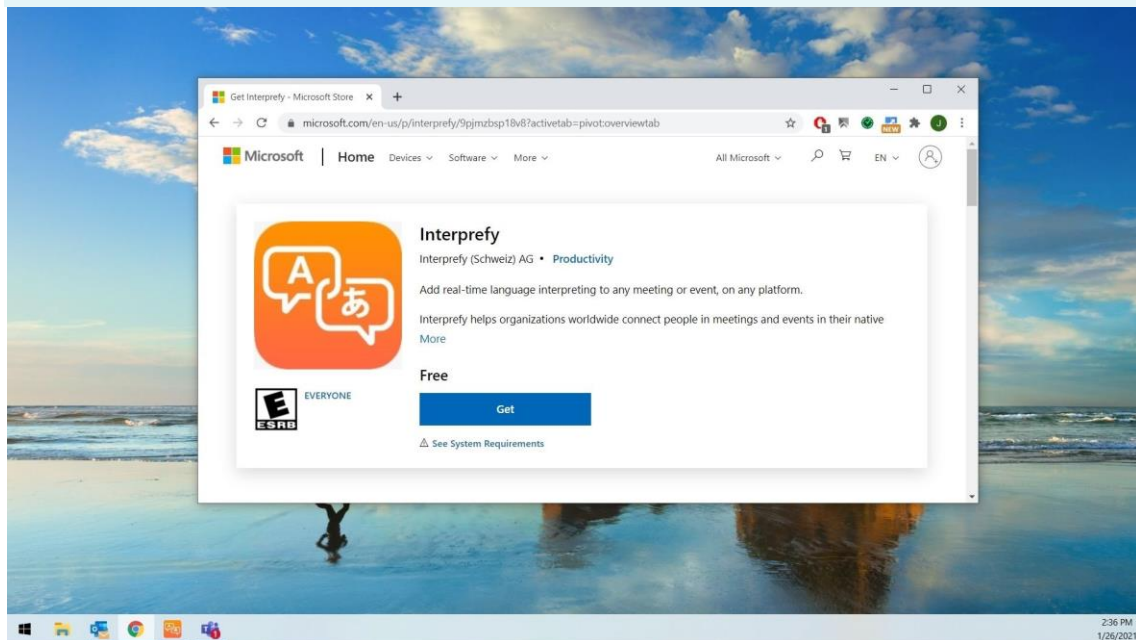 Get Interprefy - Microsoft Store
microsoft.com/en-us/p/interprefy/9pjmzbsp18v8?activetab=pivot:overviewtab
NEW
J
Microsoft Home Devices Software More All Microsoft EN
A
あ
Interprefy
Interprefy (Schweiz) AG • Productivity
Add real-time language interpreting to any meeting or event, on any platform.
Interprefy helps organizations worldwide connect people in meetings and events in their native
More
Free
E
ESRB
EVERYONE
Get
See System Requirements
2:36 PM
1/26/2021